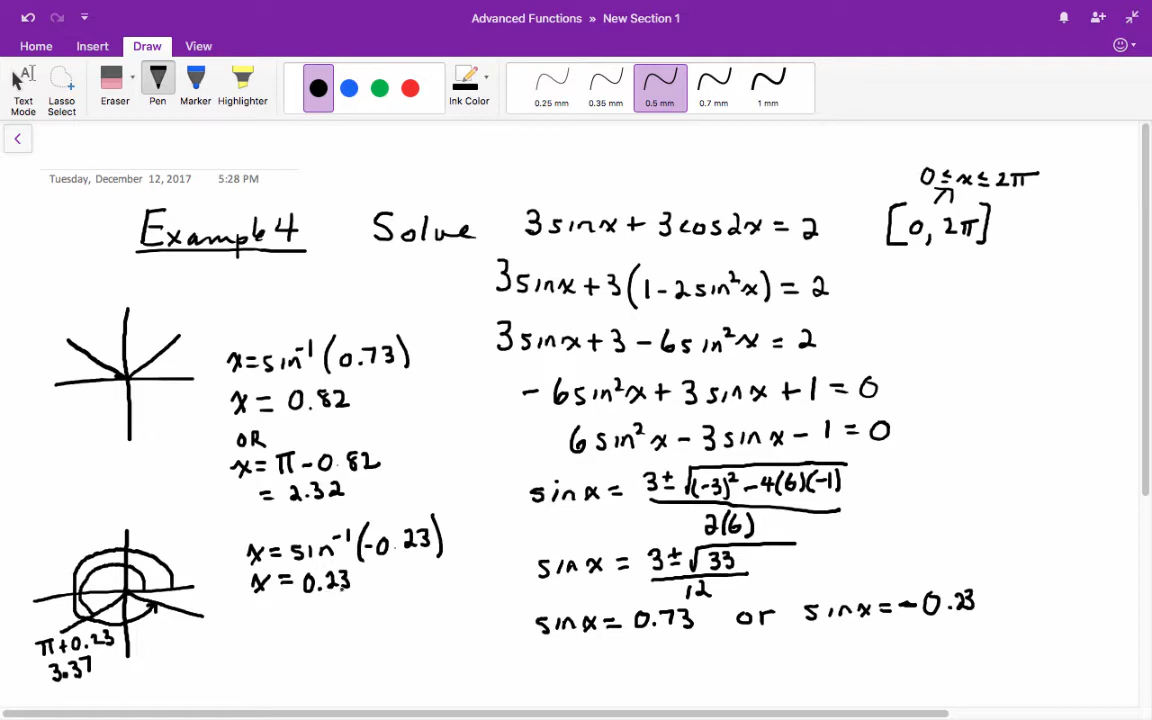 Advanced Functions » New Section 1
Home Insert Draw View
Text Mode
Lasso Select
Eraser
Pen
Marker
Highlighter
Ink Color
0.25 mm
0.35 mm
0.5 mm
0.7 mm
1 mm
Tuesday, December 12, 2017 5:28 PM
0 ≤ x ≤ 2π
Example 4 Solve 3sinx + 3cos2x = 2 [0, 2π]
3sinx + 3(1 - 2sin²x) = 2
3sinx + 3 - 6sin²x = 2
- 6sin²x + 3sinx + 1 = 0
6sin²x - 3sinx - 1 = 0
sinx = 3 ± √(-3)² - 4(6)(-1)
2(6)
sinx = 3 ± √33
12
sinx = 0.73 or sinx = -0.23
x = sin⁻¹(0.73)
x = 0.82
OR
x = π - 0.82
= 2.32
x = sin⁻¹(-0.23)
x = 0.23
π + 0.23
3.37